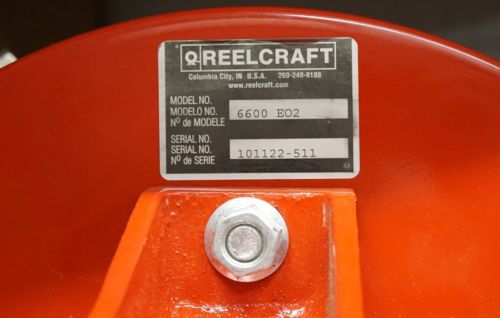 REELCRAFT
Columbia City, IN U.S.A. 260-248-8188
www.reelcraft.com
MODEL NO.
MODELO NO. 6600 EO2
Nº de MODELE
SERIAL NO.
SERIAL NO. 101122-511
Nº de SERIE